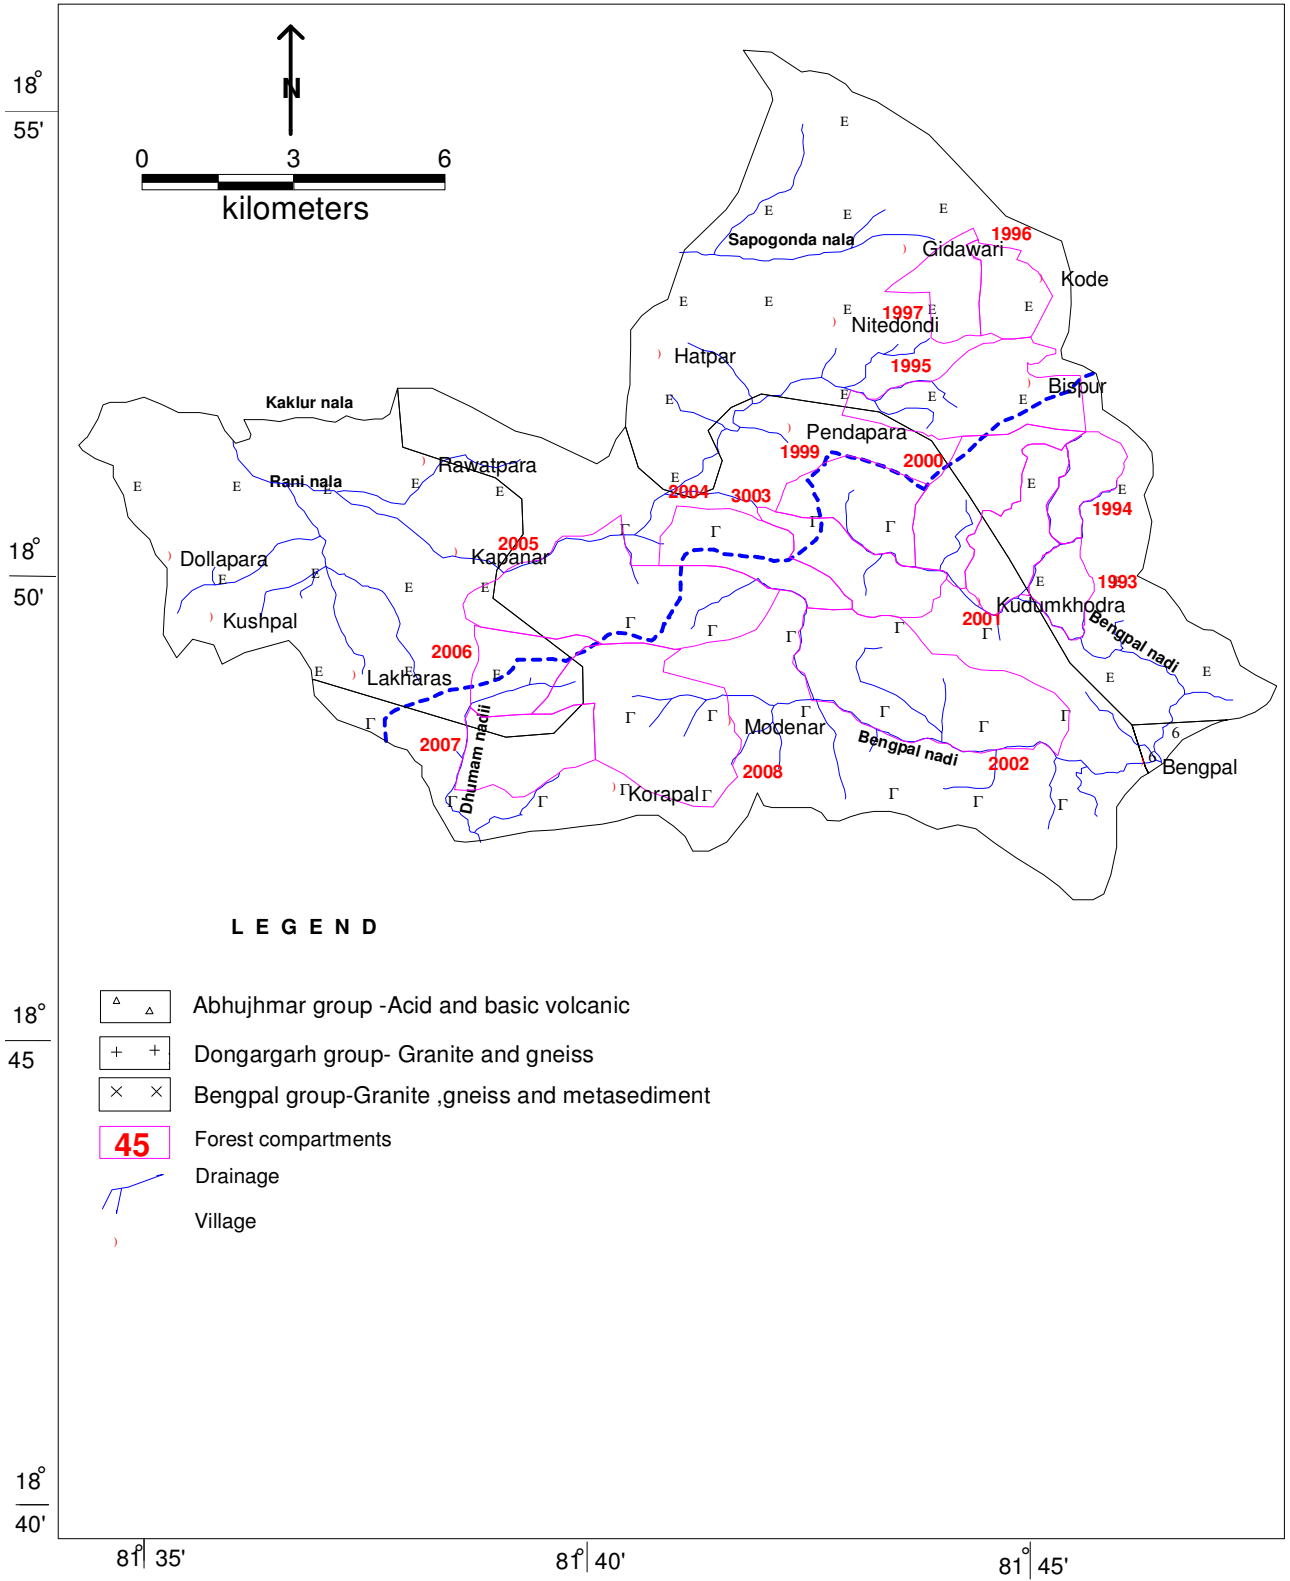 18°
55'
N
0 3 6
kilometers
E
E E E
Sapogonda nala
Gidawari
1996
Kode
E E E E E
1997
Nitedondi
Hatpar
1995
Bispur
E E E E
Kaklur nala
Pendapara
1999
2000
Rawatpara
Rani nala
E E E E E
E E E
2004
3003
1994
18°
50'
2005
Kapanar
Γ Γ Γ Γ
Dollapara
E E E E
E
1993
Kudumkhodra
2001
Kushpal
Γ Γ Γ Γ Γ
Bengpal nadi
2006
Lakharas
E E E
E E
Γ Γ Γ Γ Γ Γ Γ
Modenar
Bengpal nadi
2007
Dhumam nadii
2002
2008
6
6
Bengpal
Korapal
Γ Γ Γ Γ Γ Γ Γ
L E G E N D
Abhujhmar group -Acid and basic volcanic
18°
45
Dongargarh group- Granite and gneiss
Bengpal group-Granite ,gneiss and metasediment
45 Forest compartments
Drainage
Village
18°
40'
81° 35' 81° 40' 81° 45'